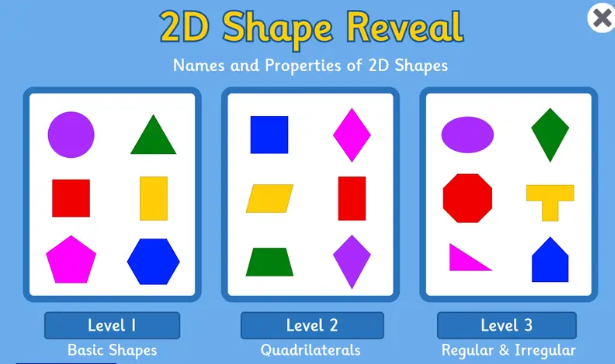 2D Shape Reveal
Names and Properties of 2D Shapes
Level 1
Level 2
Level 3
Basic Shapes
Quadrilaterals
Regular & Irregular